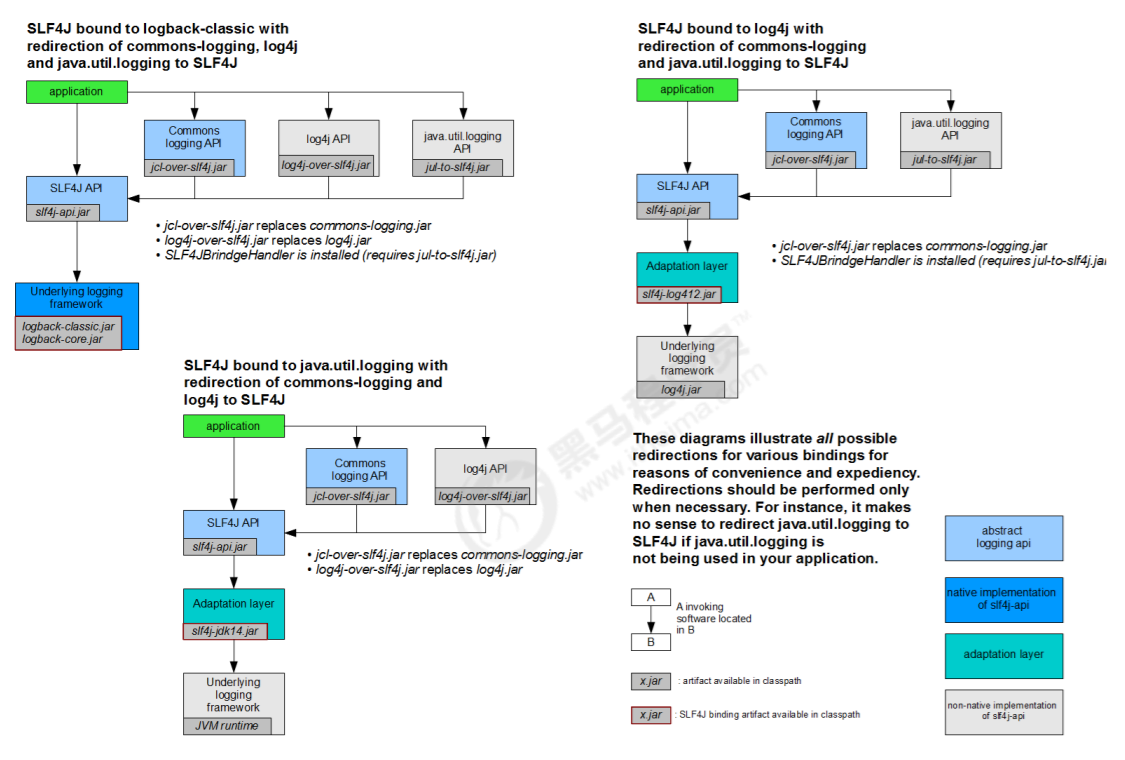 SLF4J bound to logback-classic with
redirection of commons-logging, log4j
and java.util.logging to SLF4J
application
Commons
logging API
jcl-over-slf4j.jar
log4j API
log4j-over-slf4j.jar
java.util.logging
API
jul-to-slf4j.jar
SLF4J API
slf4j-api.jar
• jcl-over-slf4j.jar replaces commons-logging.jar
• log4j-over-slf4j.jar replaces log4j.jar
• SLF4JBrindgeHandler is installed (requires jul-to-slf4j.jar)
Underlying logging
framework
logback-classic.jar
logback-core.jar
SLF4J bound to log4j with
redirection of commons-logging
and java.util.logging to SLF4J
application
Commons
logging API
jcl-over-slf4j.jar
java.util.logging
API
jul-to-slf4j.jar
SLF4J API
slf4j-api.jar
• jcl-over-slf4j.jar replaces commons-logging.jar
• SLF4JBrindgeHandler is installed (requires jul-to-slf4j.jar
Adaptation layer
slf4j-log412.jar
Underlying
logging
framework
log4j.jar
SLF4J bound to java.util.logging with
redirection of commons-logging and
log4j to SLF4J
application
Commons
logging API
jcl-over-slf4j.jar
log4j API
log4j-over-slf4j.jar
SLF4J API
slf4j-api.jar
• jcl-over-slf4j.jar replaces commons-logging.jar
• log4j-over-slf4j.jar replaces log4j.jar
Adaptation layer
slf4j-jdk14.jar
Underlying
logging
framework
JVM runtime
These diagrams illustrate all possible
redirections for various bindings for
reasons of convenience and expediency.
Redirections should be performed only
when necessary. For instance, it makes
no sense to redirect java.util.logging to
SLF4J if java.util.logging is
not being used in your application.
A
A invoking
software located
in B
B
x.jar
: artifact available in classpath
x.jar
: SLF4J binding artifact available in classpath
abstract
logging api
native implementation
of slf4j-api
adaptation layer
non-native implementation
of slf4j-api
黑马程序员™
www.itheima.com